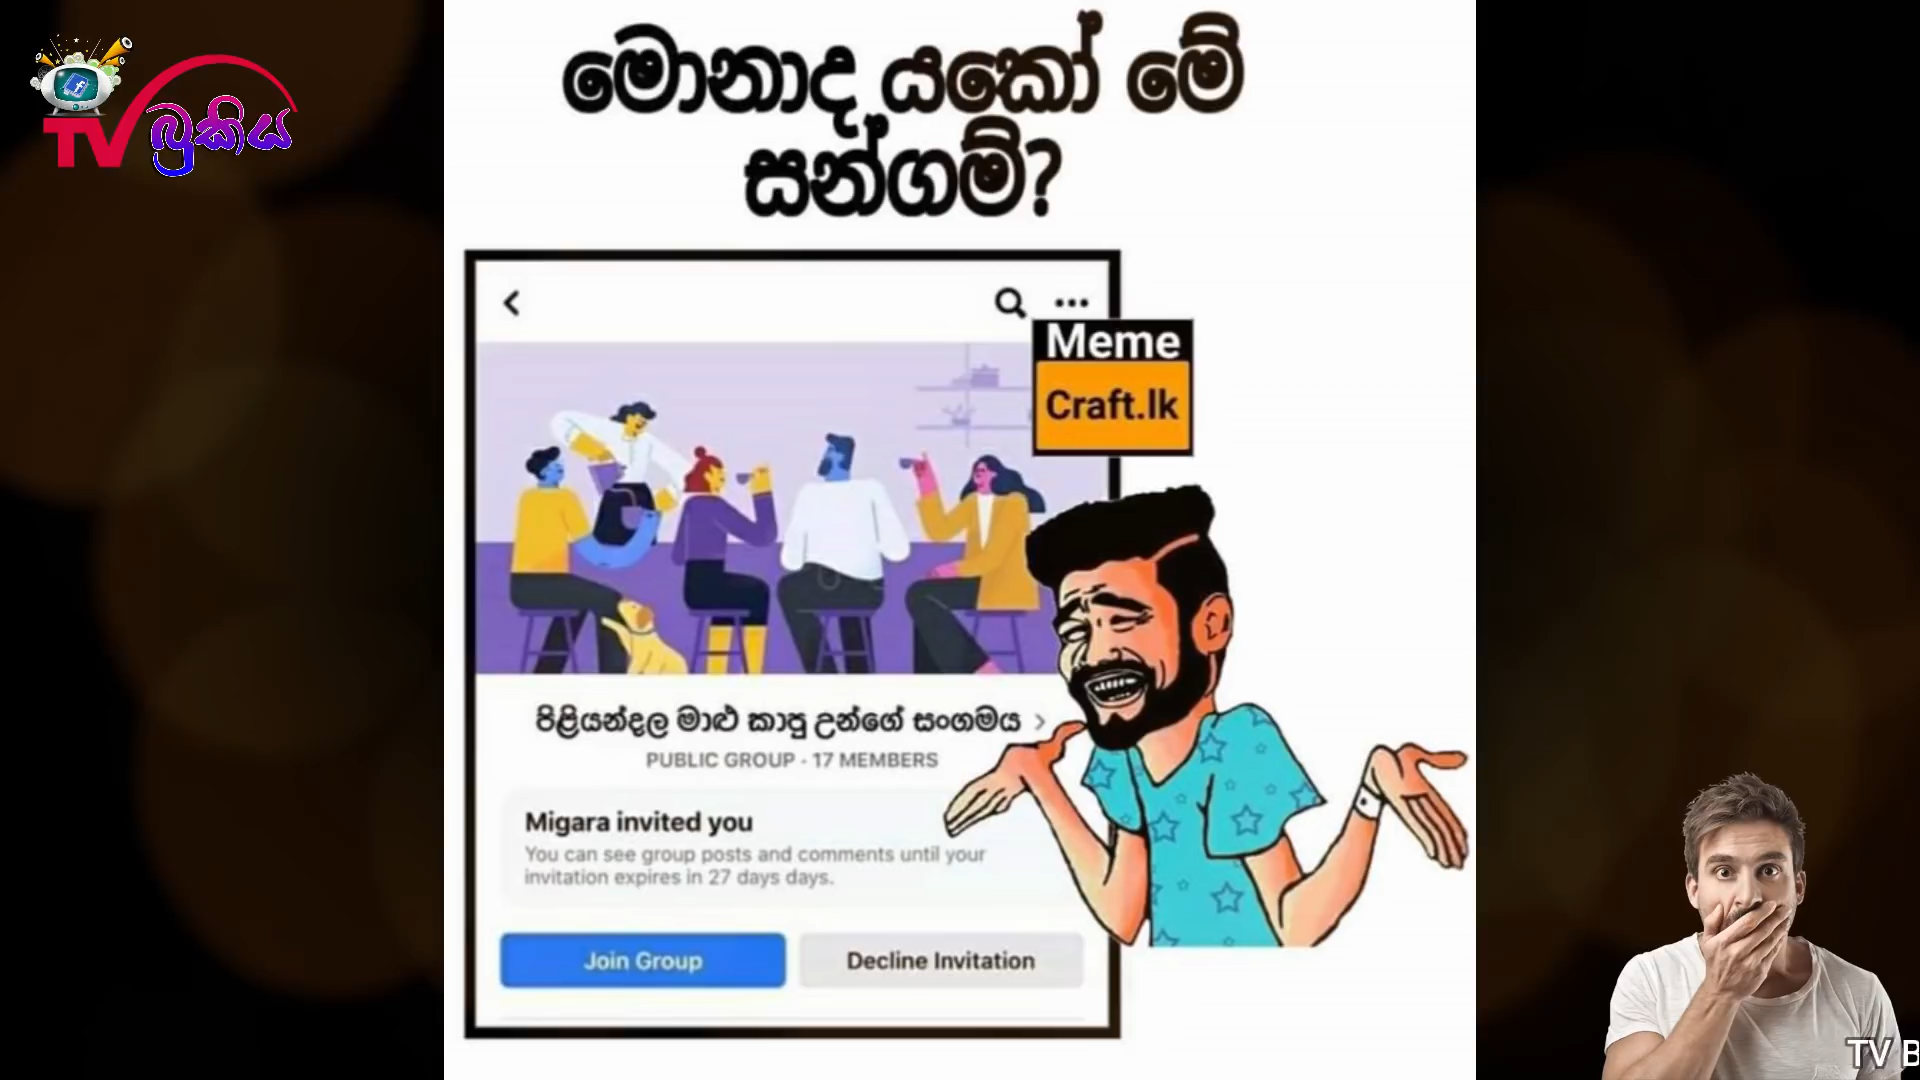 මොනාද යකෝ මේ
සන්ගම්?
TV බුකිය
Meme
Craft.lk
පිළියන්දල මාළු කාපු උන්ගේ සංගමය
PUBLIC GROUP · 17 MEMBERS
Migara invited you
You can see group posts and comments until your
invitation expires in 27 days days.
Join Group
Decline Invitation
TV B